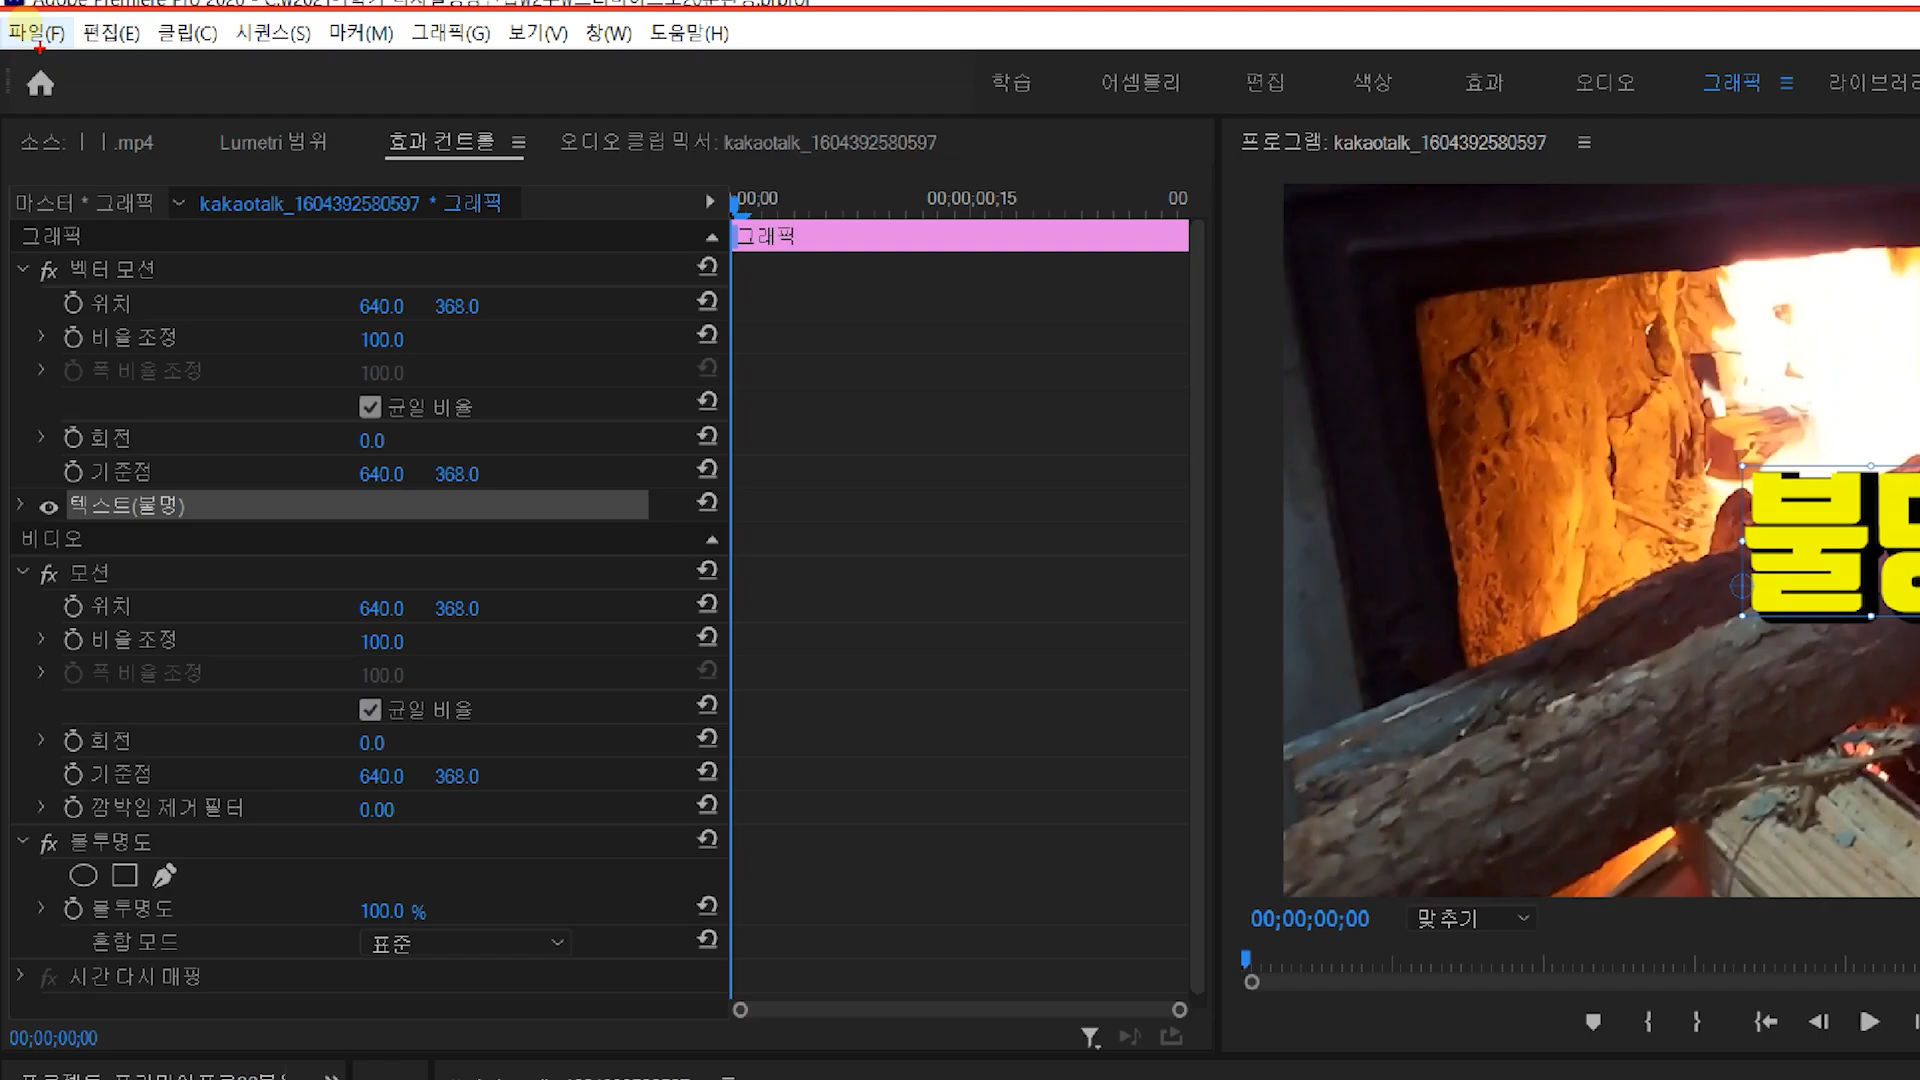 파일(F) 편집(E) 클립(C) 시퀀스(S) 마커(M) 그래픽(G) 보기(V) 창(W) 도움말(H)
학습 어셈블리 편집 색상 효과 오디오 그래픽
소스: .mp4 Lumetri 범위 효과 컨트롤 오디오 클립 믹서: kakaotalk_1604392580597 프로그램: kakaotalk_1604392580597
마스터 * 그래픽 kakaotalk_1604392580597 * 그래픽 00;00 00;00;00;15 00
그래픽 그래픽
fx 벡터 모션
위치 640.0 368.0
비율 조정 100.0
폭 비율 조정 100.0
균일 비율
회전 0.0
기준점 640.0 368.0
텍스트(불멍)
비디오
fx 모션
위치 640.0 368.0
비율 조정 100.0
폭 비율 조정 100.0
균일 비율
회전 0.0
기준점 640.0 368.0
깜박임 제거 필터 0.00
fx 불투명도
불투명도 100.0 %
혼합 모드 표준
fx 시간 다시 매핑
00;00;00;00
불
00;00;00;00 맞추기